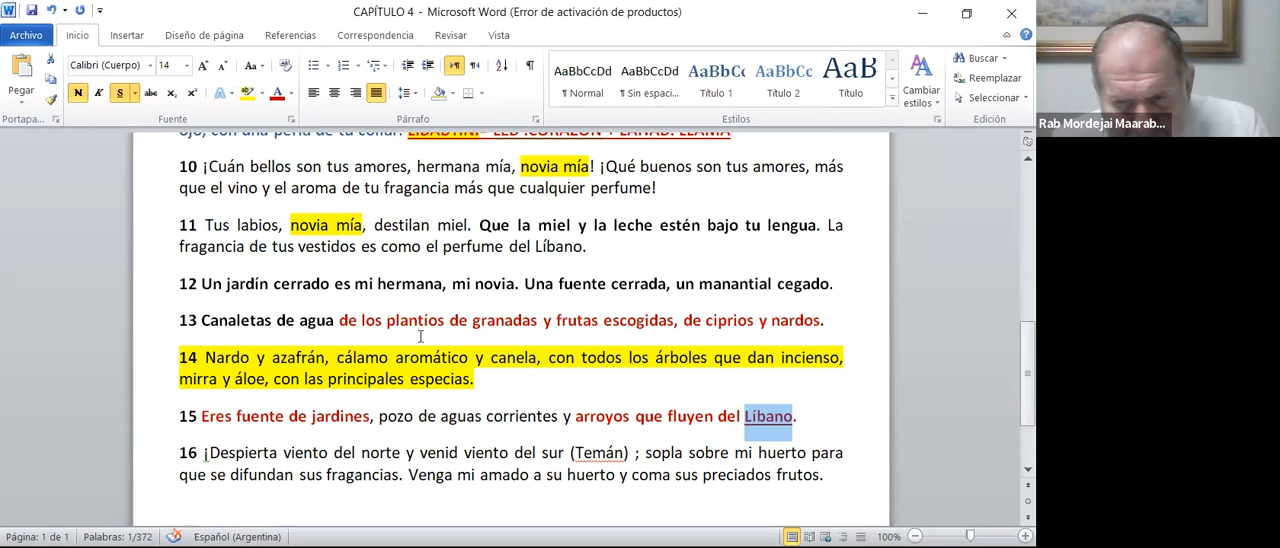 CAPÍTULO 4 - Microsoft Word (Error de activación de productos)
Archivo Inicio Insertar Diseño de página Referencias Correspondencia Revisar Vista
Pegar
Calibri (Cuerpo) 14
N K S abc x₂ x²
AaBbCcDd AaBbCcDd AaBbCc AaBbCc AaB
¶ Normal ¶ Sin espaci... Título 1 Título 2 Título
Cambiar estilos
Buscar
Reemplazar
Seleccionar
Portapa... Fuente Párrafo Estilos Edición
Rab Mordejai Maarab...
10 ¡Cuán bellos son tus amores, hermana mía, novia mía! ¡Qué buenos son tus amores, más
que el vino y el aroma de tu fragancia más que cualquier perfume!
11 Tus labios, novia mía, destilan miel. Que la miel y la leche estén bajo tu lengua. La
fragancia de tus vestidos es como el perfume del Líbano.
12 Un jardín cerrado es mi hermana, mi novia. Una fuente cerrada, un manantial cegado.
13 Canaletas de agua de los plantíos de granadas y frutas escogidas, de ciprios y nardos.
14 Nardo y azafrán, cálamo aromático y canela, con todos los árboles que dan incienso,
mirra y áloe, con las principales especias.
15 Eres fuente de jardines, pozo de aguas corrientes y arroyos que fluyen del Líbano.
16 ¡Despierta viento del norte y venid viento del sur (Temán) ; sopla sobre mi huerto para
que se difundan sus fragancias. Venga mi amado a su huerto y coma sus preciados frutos.
Página: 1 de 1 Palabras: 1/372 Español (Argentina) 100%